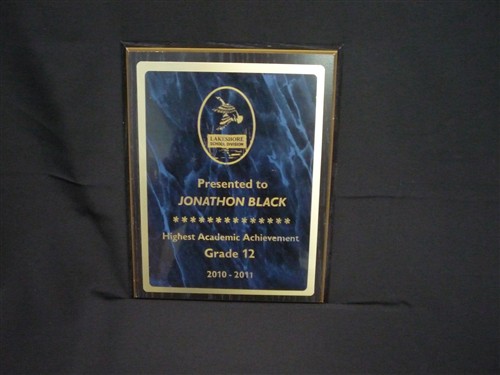 LAKESHORE
SCHOOL DIVISION
Presented to
JONATHON BLACK
**************
Highest Academic Achievement
Grade 12
2010 - 2011